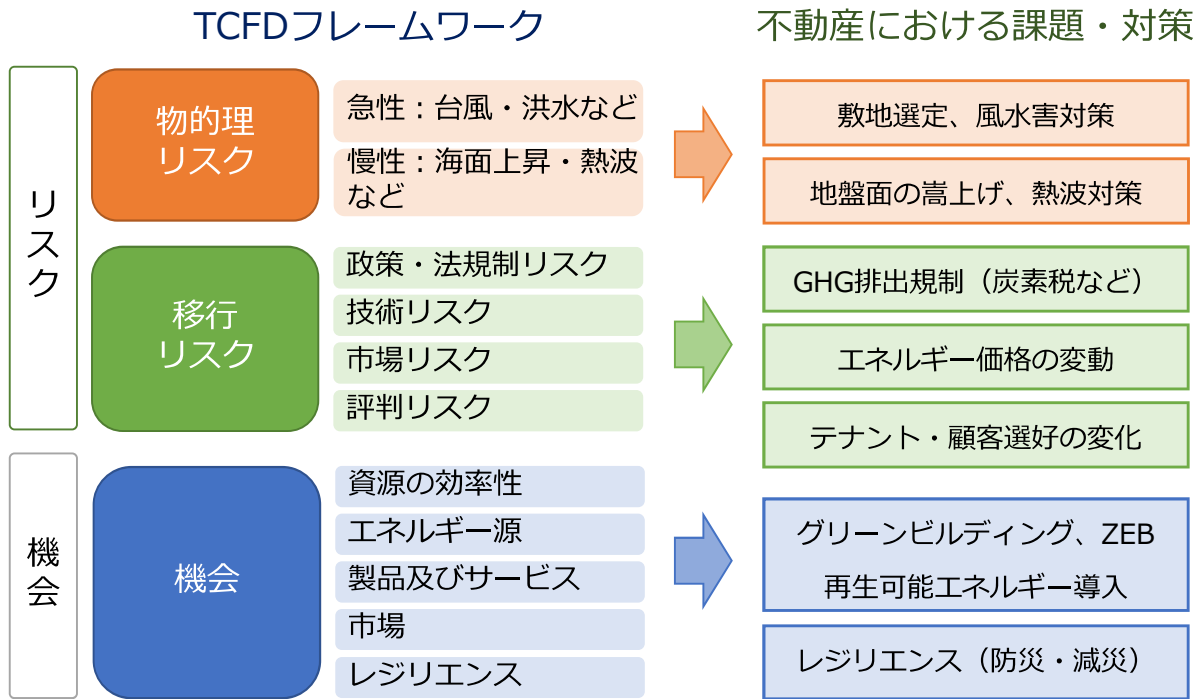 TCFDフレームワーク
不動産における課題・対策
リスク
物的理
リスク
急性：台風・洪水など
慢性：海面上昇・熱波
など
敷地選定、風水害対策
地盤面の嵩上げ、熱波対策
移行
リスク
政策・法規制リスク
技術リスク
市場リスク
評判リスク
GHG排出規制（炭素税など）
エネルギー価格の変動
テナント・顧客選好の変化
機会
機会
資源の効率性
エネルギー源
製品及びサービス
市場
レジリエンス
グリーンビルディング、ZEB
再生可能エネルギー導入
レジリエンス（防災・減災）